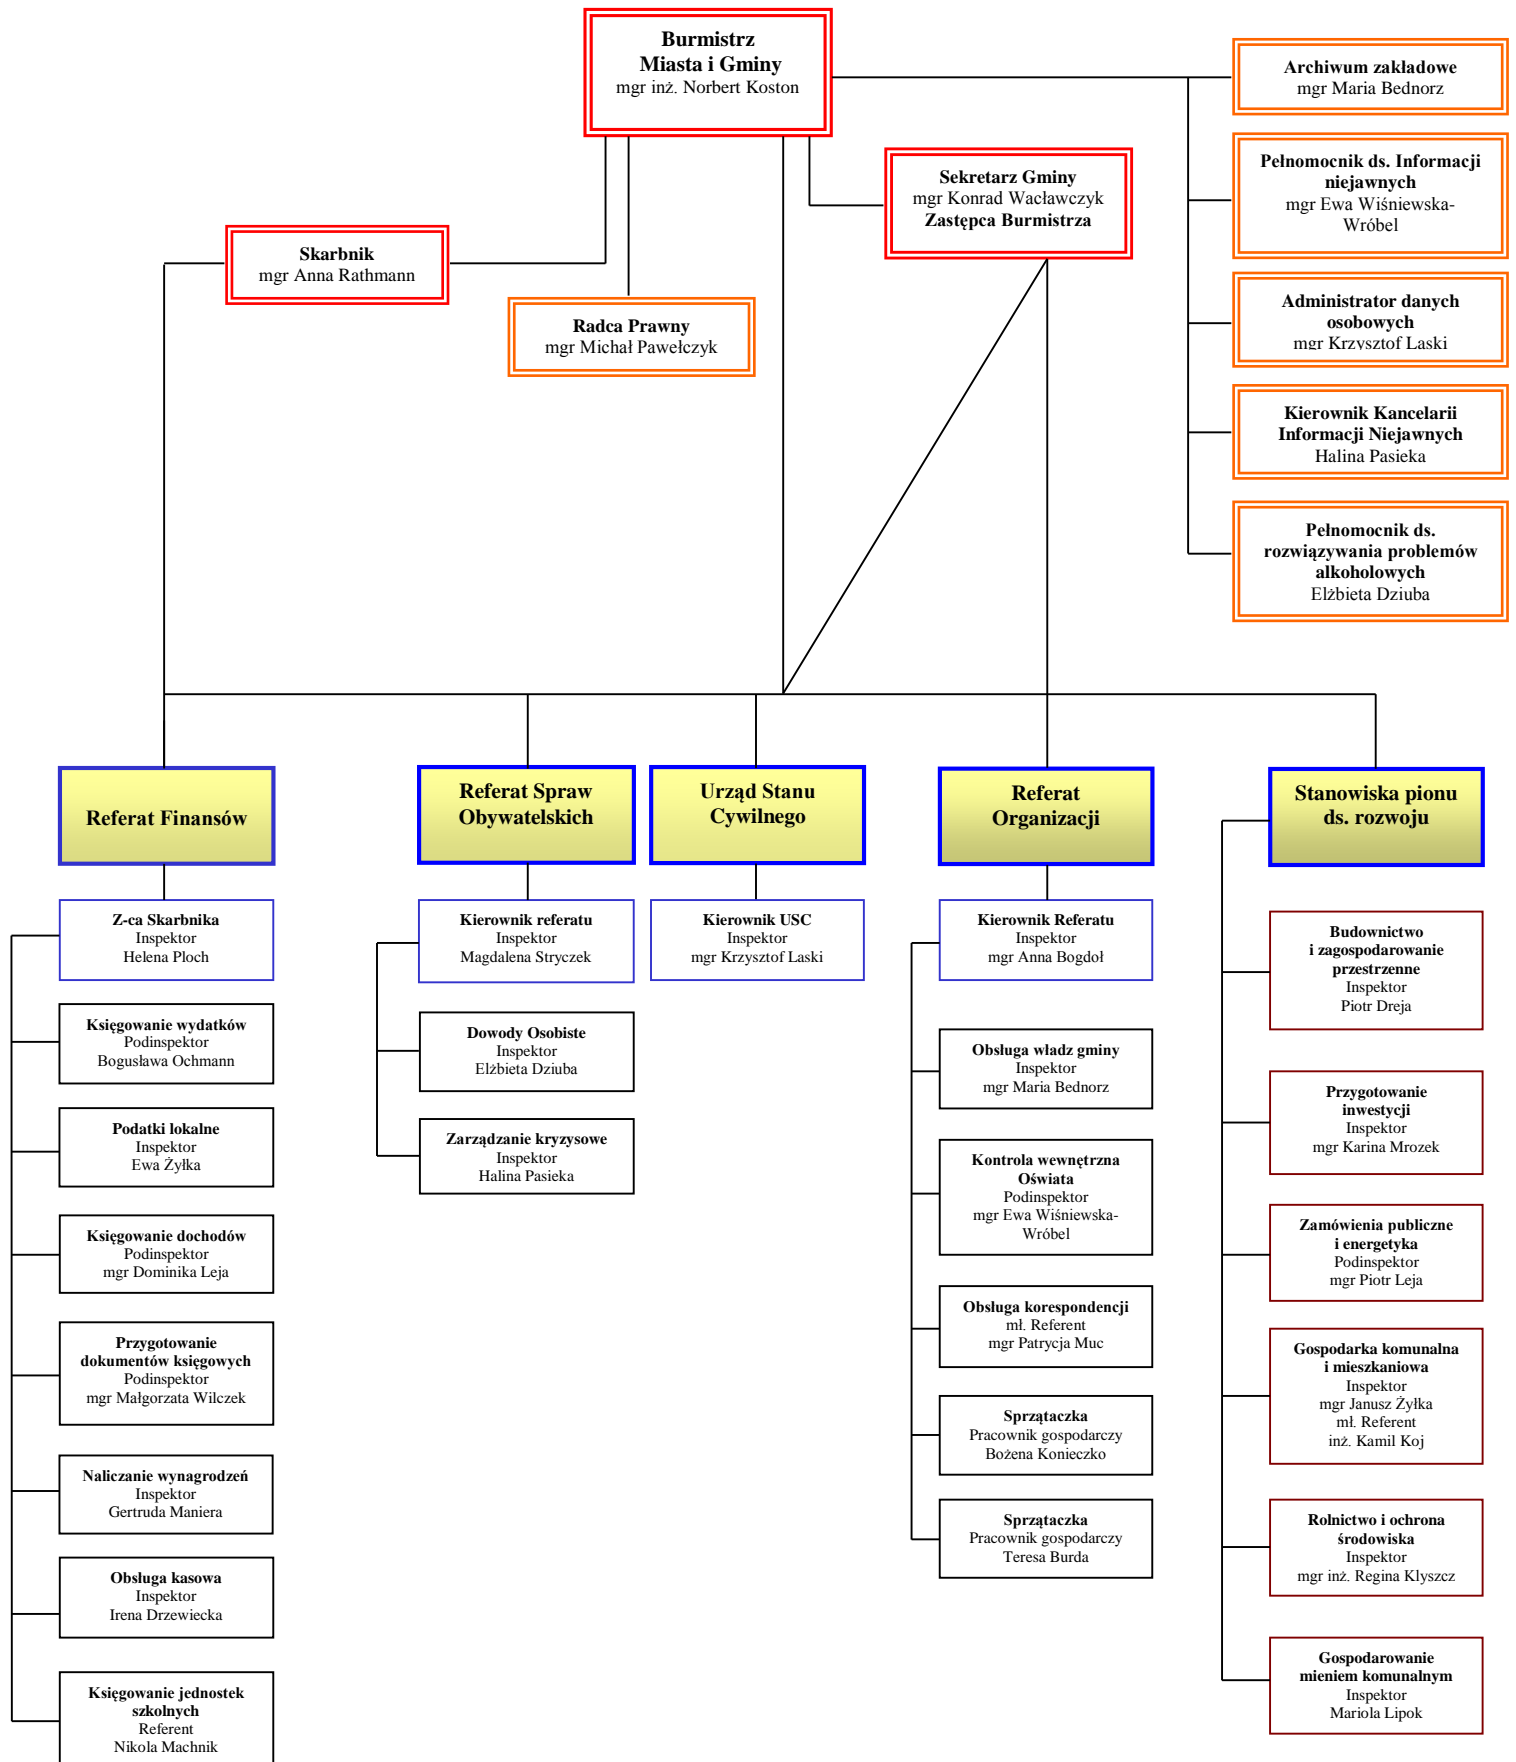 Burmistrz
Miasta i Gminy
mgr inż. Norbert Koston
Archiwum zakładowe
mgr Maria Bednorz
Pełnomocnik ds. Informacji
niejawnych
mgr Ewa Wiśniewska-
Wróbel
Sekretarz Gminy
mgr Konrad Wacławczyk
Zastępca Burmistrza
Skarbnik
mgr Anna Rathmann
Radca Prawny
mgr Michał Pawełczyk
Administrator danych
osobowych
mgr Krzysztof Laski
Kierownik Kancelarii
Informacji Niejawnych
Halina Pasieka
Pełnomocnik ds.
rozwiązywania problemów
alkoholowych
Elżbieta Dziuba
Referat Finansów
Z-ca Skarbnika
Inspektor
Helena Ploch
Księgowanie wydatków
Podinspektor
Bogusława Ochmann
Podatki lokalne
Inspektor
Ewa Żyłka
Księgowanie dochodów
Podinspektor
mgr Dominika Leja
Przygotowanie
dokumentów księgowych
Podinspektor
mgr Małgorzata Wilczek
Naliczanie wynagrodzeń
Inspektor
Gertruda Maniera
Obsługa kasowa
Inspektor
Irena Drzewiecka
Księgowanie jednostek
szkolnych
Referent
Nikola Machnik
Referat Spraw
Obywatelskich
Kierownik referatu
Inspektor
Magdalena Stryczek
Dowody Osobiste
Inspektor
Elżbieta Dziuba
Zarządzanie kryzysowe
Inspektor
Halina Pasieka
Urząd Stanu
Cywilnego
Kierownik USC
Inspektor
mgr Krzysztof Laski
Referat
Organizacji
Kierownik Referatu
Inspektor
mgr Anna Bogdoł
Obsługa władz gminy
Inspektor
mgr Maria Bednorz
Kontrola wewnętrzna
Oświata
Podinspektor
mgr Ewa Wiśniewska-
Wróbel
Obsługa korespondencji
mł. Referent
mgr Patrycja Muc
Sprzątaczka
Pracownik gospodarczy
Bożena Konieczko
Sprzątaczka
Pracownik gospodarczy
Teresa Burda
Stanowiska pionu
ds. rozwoju
Budownictwo
i zagospodarowanie
przestrzenne
Inspektor
Piotr Dreja
Przygotowanie
inwestycji
Inspektor
mgr Karina Mrozek
Zamówienia publiczne
i energetyka
Podinspektor
mgr Piotr Leja
Gospodarka komunalna
i mieszkaniowa
Inspektor
mgr Janusz Żyłka
mł. Referent
inż. Kamil Koj
Rolnictwo i ochrona
środowiska
Inspektor
mgr inż. Regina Klyszcz
Gospodarowanie
mieniem komunalnym
Inspektor
Mariola Lipok